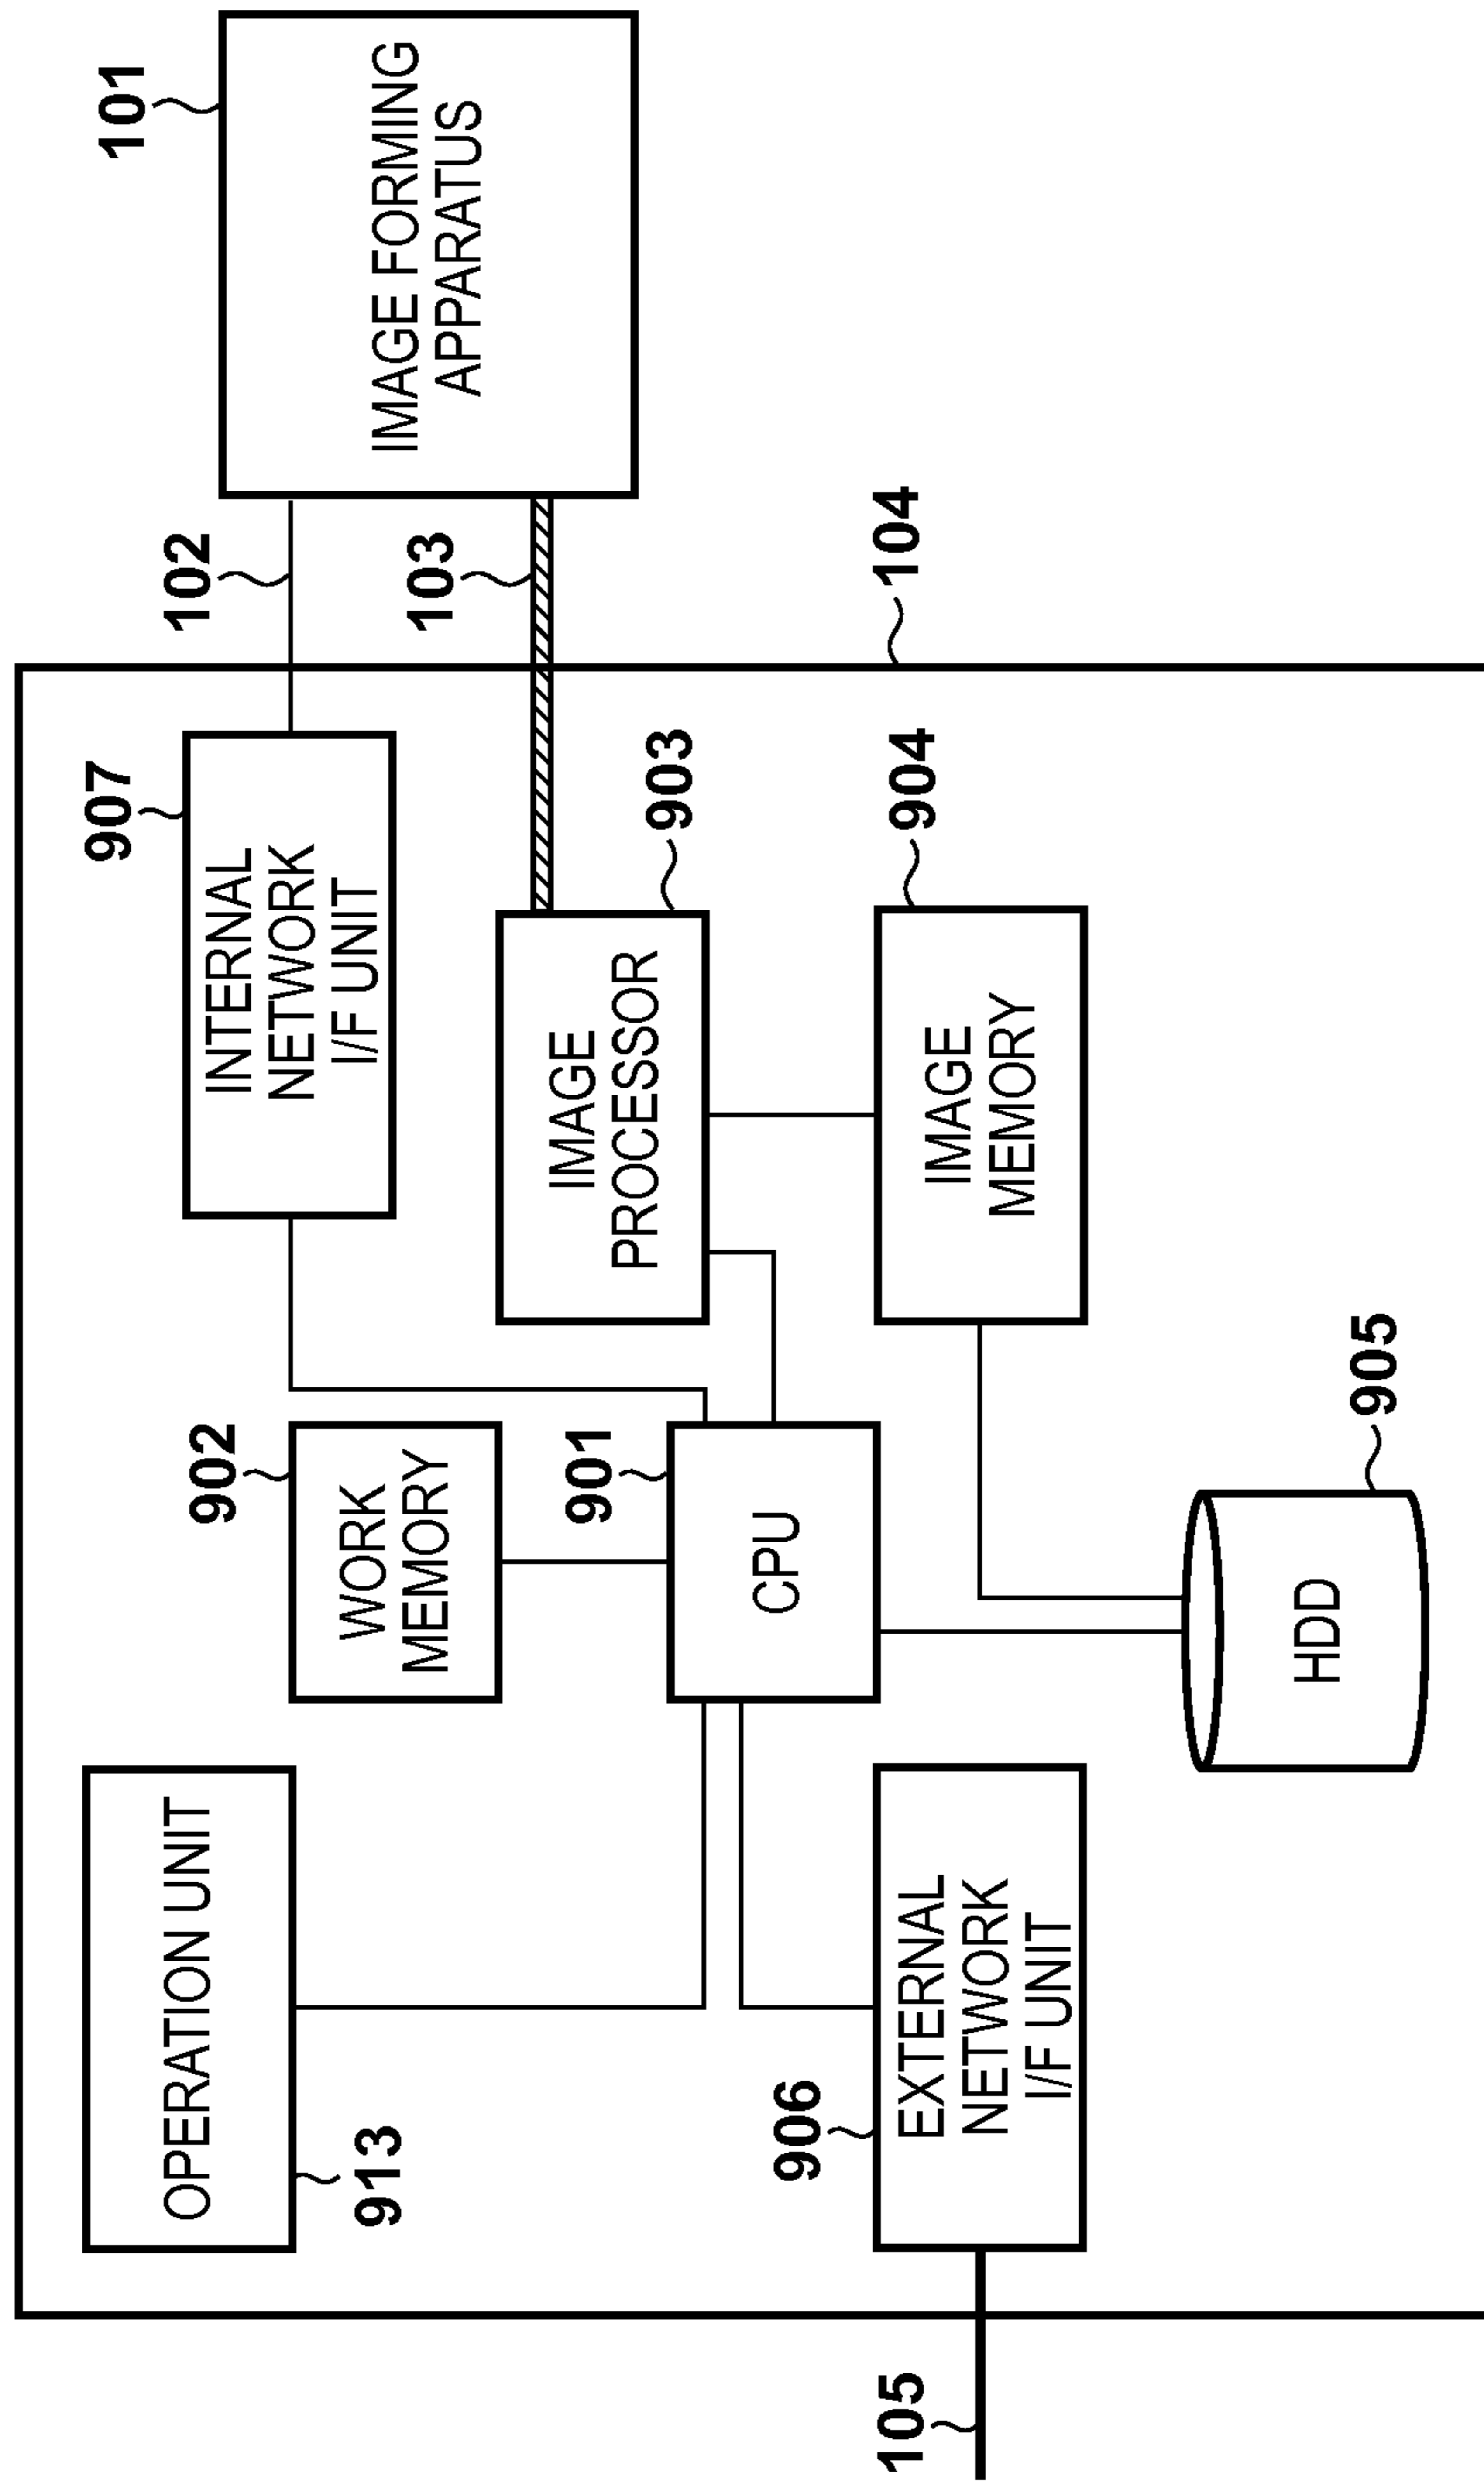 101
IMAGE FORMING
APPARATUS
102
103
104
907
INTERNAL
NETWORK
I/F UNIT
903
IMAGE
PROCESSOR
904
IMAGE
MEMORY
902
WORK
MEMORY
901
CPU
905
HDD
913
OPERATION UNIT
906
EXTERNAL
NETWORK
I/F UNIT
105